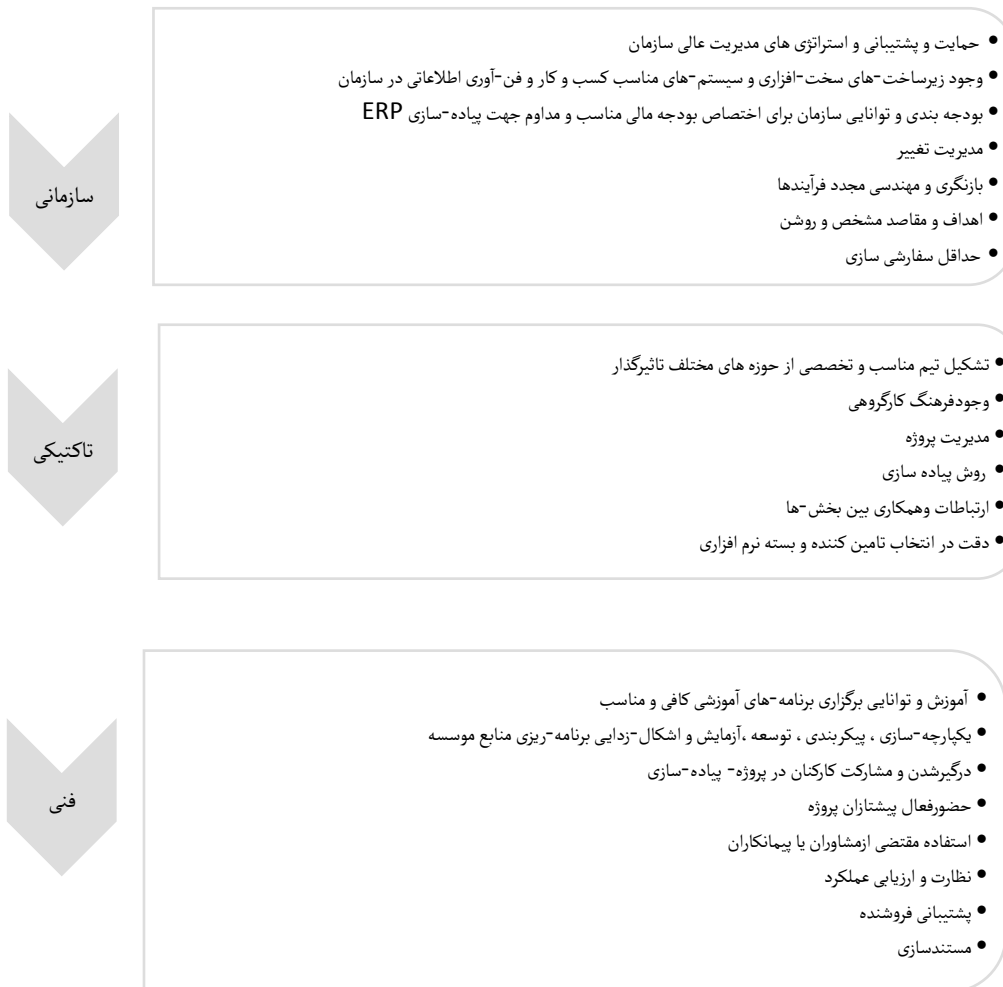 سازمانی
• حمایت و پشتیبانی و استراتژی های مدیریت عالی سازمان
• وجود زیرساخت-های سخت-افزاری و سیستم-های مناسب کسب و کار و فن-آوری اطلاعاتی در سازمان
• بودجه بندی و توانایی سازمان برای اختصاص بودجه مالی مناسب و مداوم جهت پیاده-سازی ERP
• مدیریت تغییر
• بازنگری و مهندسی مجدد فرآیندها
• اهداف و مقاصد مشخص و روشن
• حداقل سفارشی سازی
تاکتیکی
• تشکیل تیم مناسب و تخصصی از حوزه های مختلف تاثیرگذار
• وجودفرهنگ کارگروهی
• مدیریت پروژه
• روش پیاده سازی
• ارتباطات وهمکاری بین بخش-ها
• دقت در انتخاب تامین کننده و بسته نرم افزاری
فنی
• آموزش و توانایی برگزاری برنامه-های آموزشی کافی و مناسب
• یکپارچه-سازی ، پیکربندی ، توسعه ،آزمایش و اشکال-زدایی برنامه-ریزی منابع موسسه
• درگیرشدن و مشارکت کارکنان در پروژه- پیاده-سازی
• حضورفعال پیشتازان پروژه
• استفاده مقتضی ازمشاوران یا پیمانکاران
• نظارت و ارزیابی عملکرد
• پشتیبانی فروشنده
• مستندسازی